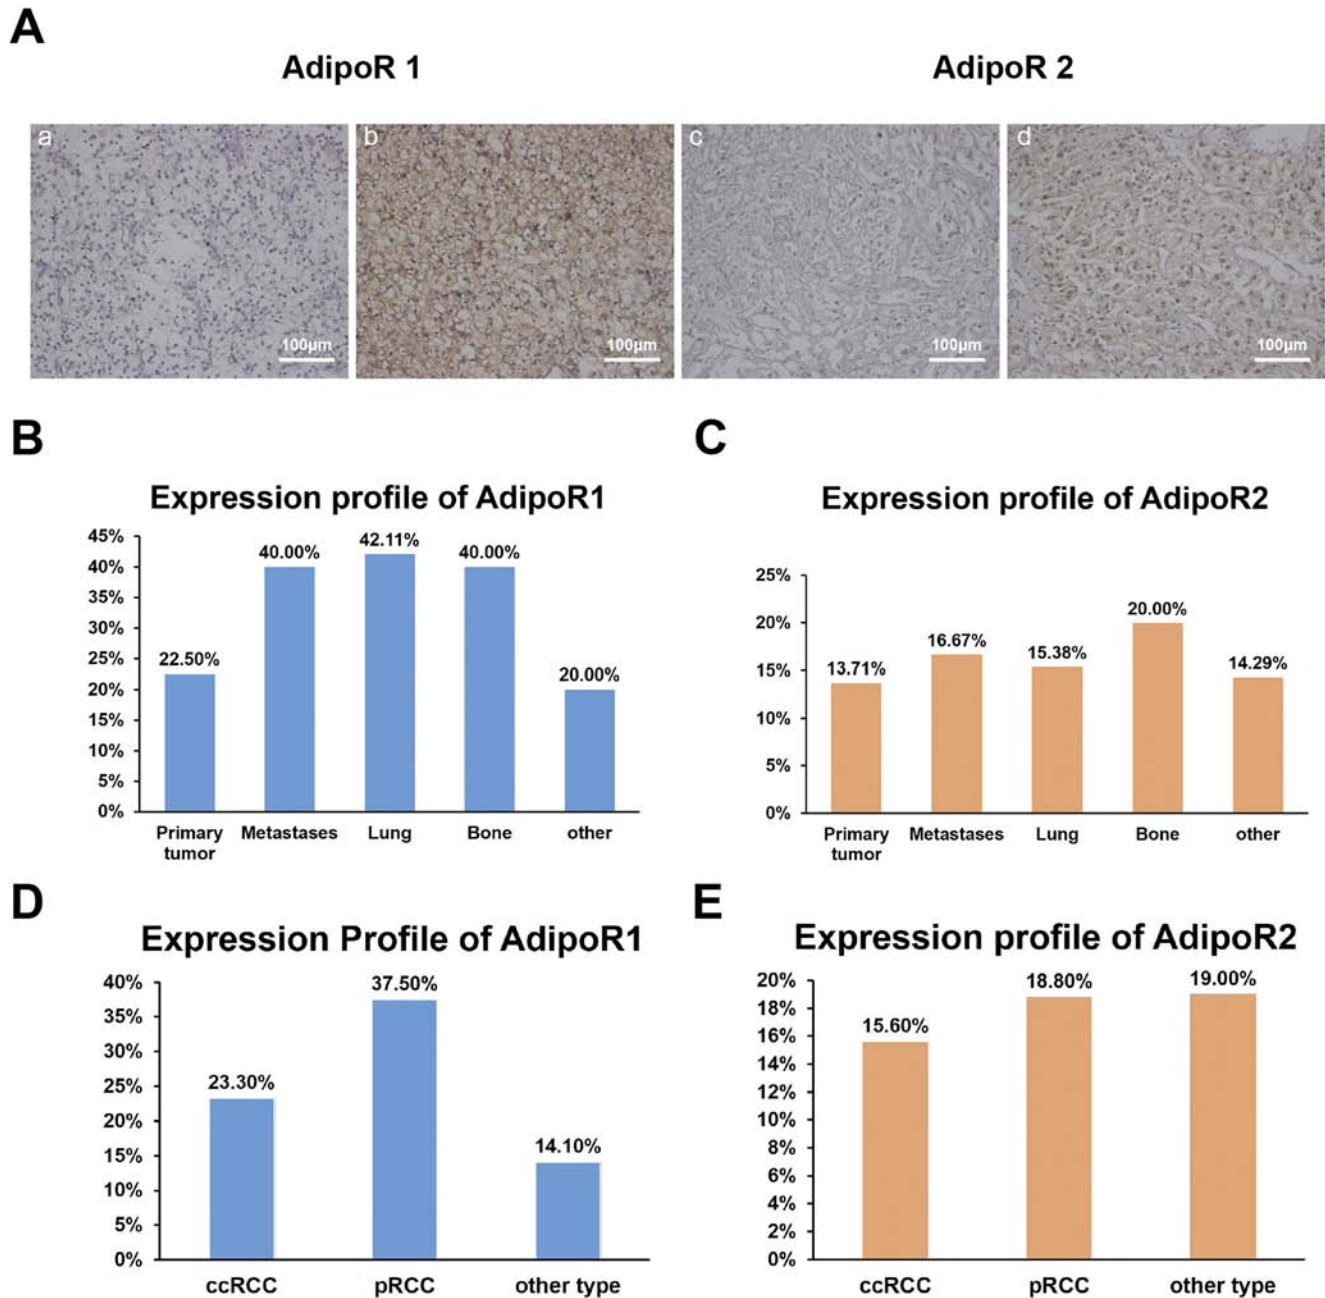 A
AdipoR 1
AdipoR 2
a
b
c
d
100µm
100µm
100µm
100µm
B
Expression profile of AdipoR1
45%
40%
35%
30%
25%
20%
15%
10%
5%
0%
22.50%
40.00%
42.11%
40.00%
20.00%
Primary tumor
Metastases
Lung
Bone
other
C
Expression profile of AdipoR2
25%
20%
15%
10%
5%
0%
13.71%
16.67%
15.38%
20.00%
14.29%
Primary tumor
Metastases
Lung
Bone
other
D
Expression Profile of AdipoR1
40%
35%
30%
25%
20%
15%
10%
5%
0%
23.30%
37.50%
14.10%
ccRCC
pRCC
other type
E
Expression profile of AdipoR2
20%
18%
16%
14%
12%
10%
8%
6%
4%
2%
0%
15.60%
18.80%
19.00%
ccRCC
pRCC
other type